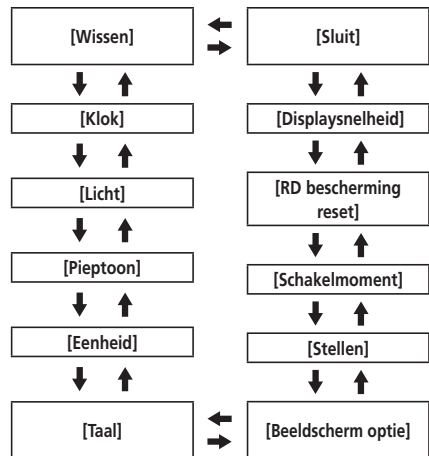 [Wissen]
[Sluit]
[Klok]
[Displaysnelheid]
[Licht]
[RD bescherming
reset]
[Pieptoon]
[Schakelmoment]
[Eenheid]
[Stellen]
[Taal]
[Beeldscherm optie]